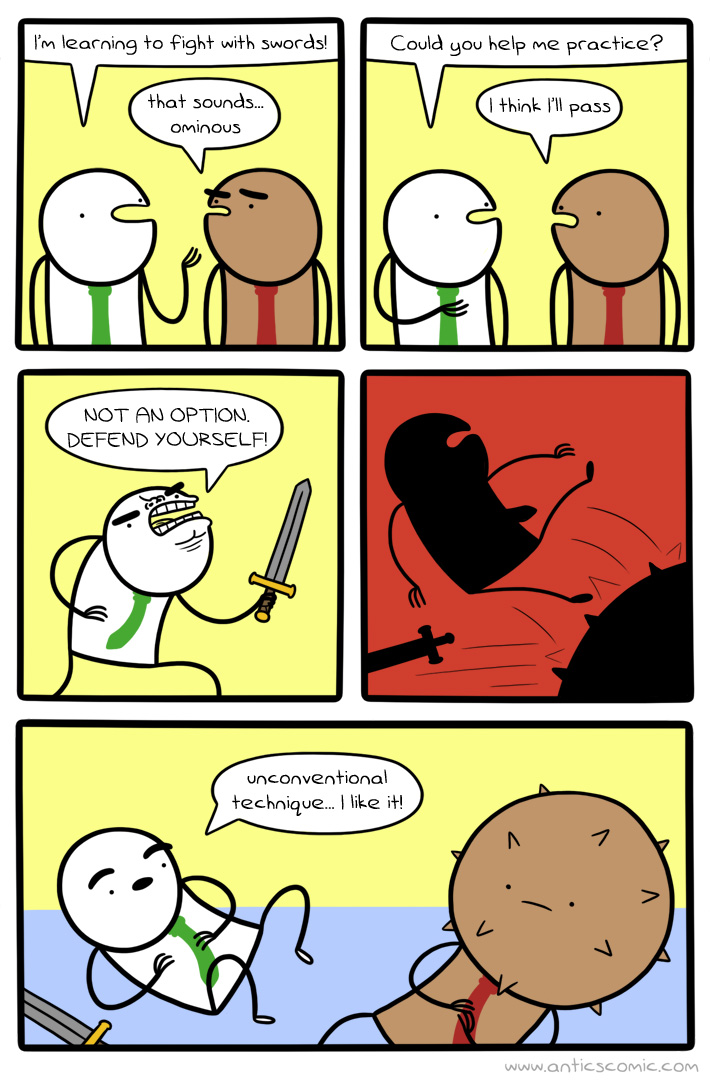 I'm learning to fight with swords!
that sounds...
ominous
Could you help me practice?
I think I'll pass
NOT AN OPTION.
DEFEND YOURSELF!
unconventional
technique... I like it!
www.anticscomic.com